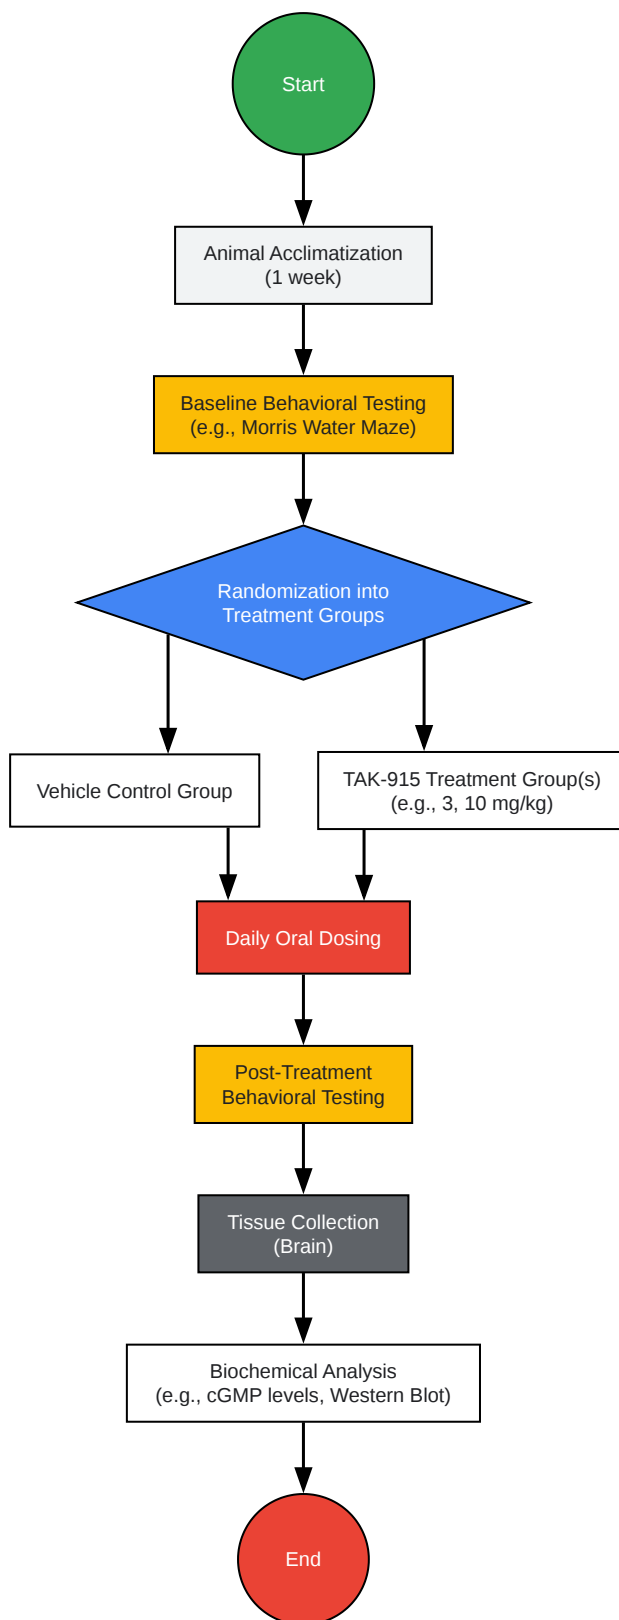 Start
Animal Acclimatization
(1 week)
Baseline Behavioral Testing
(e.g., Morris Water Maze)
Randomization into
Treatment Groups
Vehicle Control Group
TAK-915 Treatment Group(s)
(e.g., 3, 10 mg/kg)
Daily Oral Dosing
Post-Treatment
Behavioral Testing
Tissue Collection
(Brain)
Biochemical Analysis
(e.g., cGMP levels, Western Blot)
End